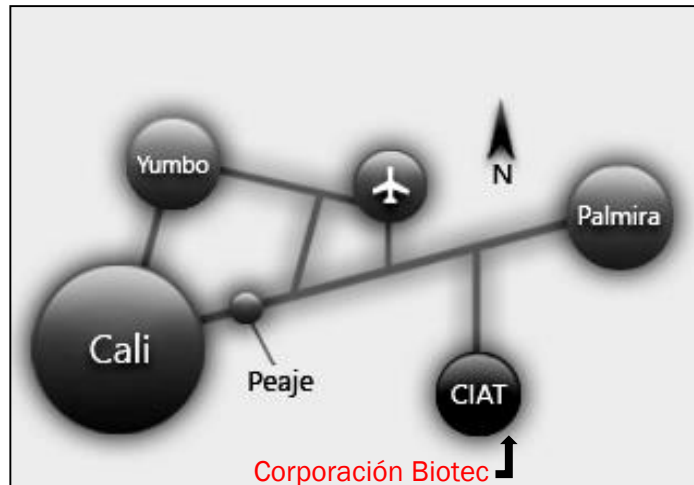 Yumbo
N
Palmira
Cali
Peaje
CIAT
Corporación Biotec